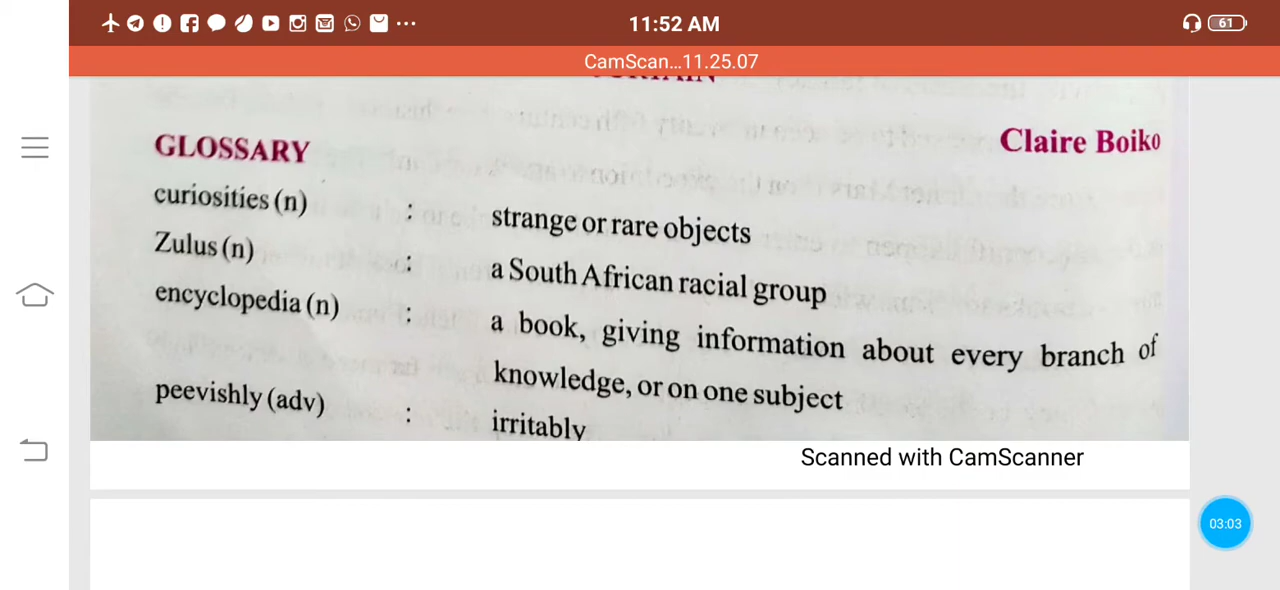 11:52 AM
61
CamScan...11.25.07
Claire Boiko
GLOSSARY
curiosities (n) : strange or rare objects
Zulus (n) : a South African racial group
encyclopedia (n) : a book, giving information about every branch of
knowledge, or on one subject
peevishly (adv) : irritably
Scanned with CamScanner
03:03